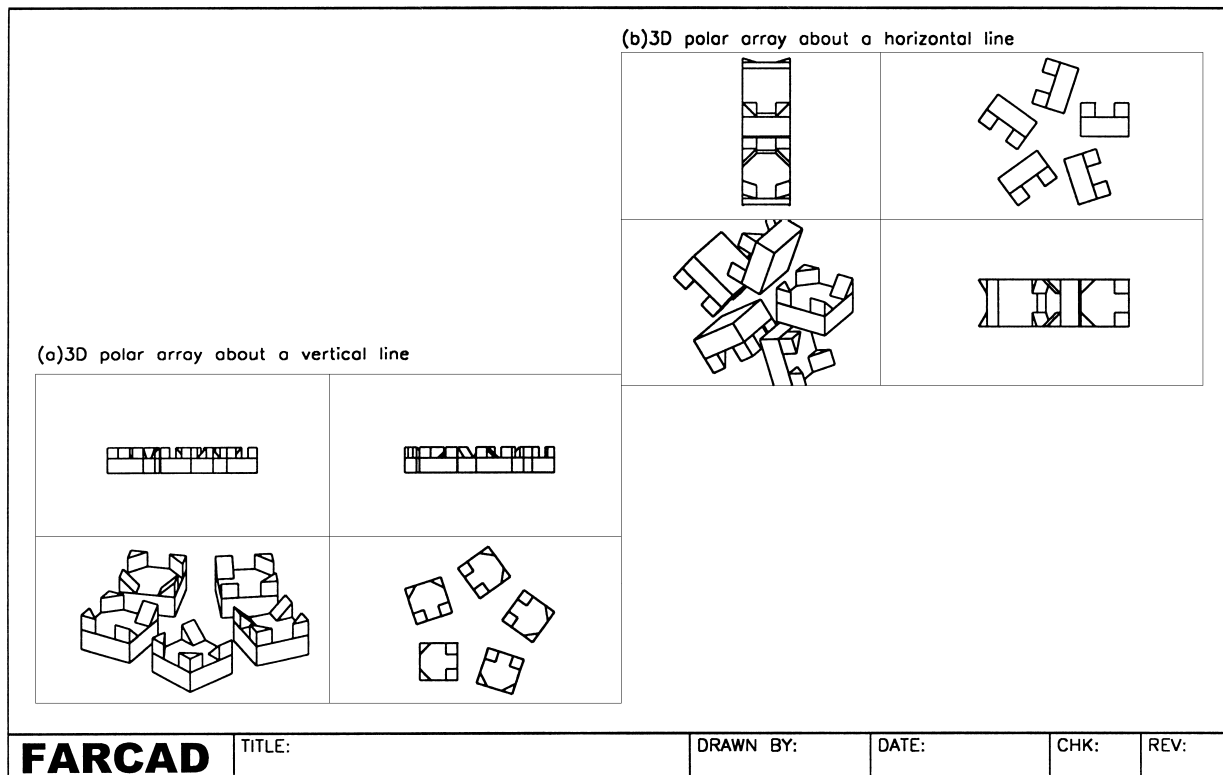 (b)3D polar array about a horizontal line
(a)3D polar array about a vertical line
FARCAD
TITLE:
DRAWN BY:
DATE:
CHK:
REV: